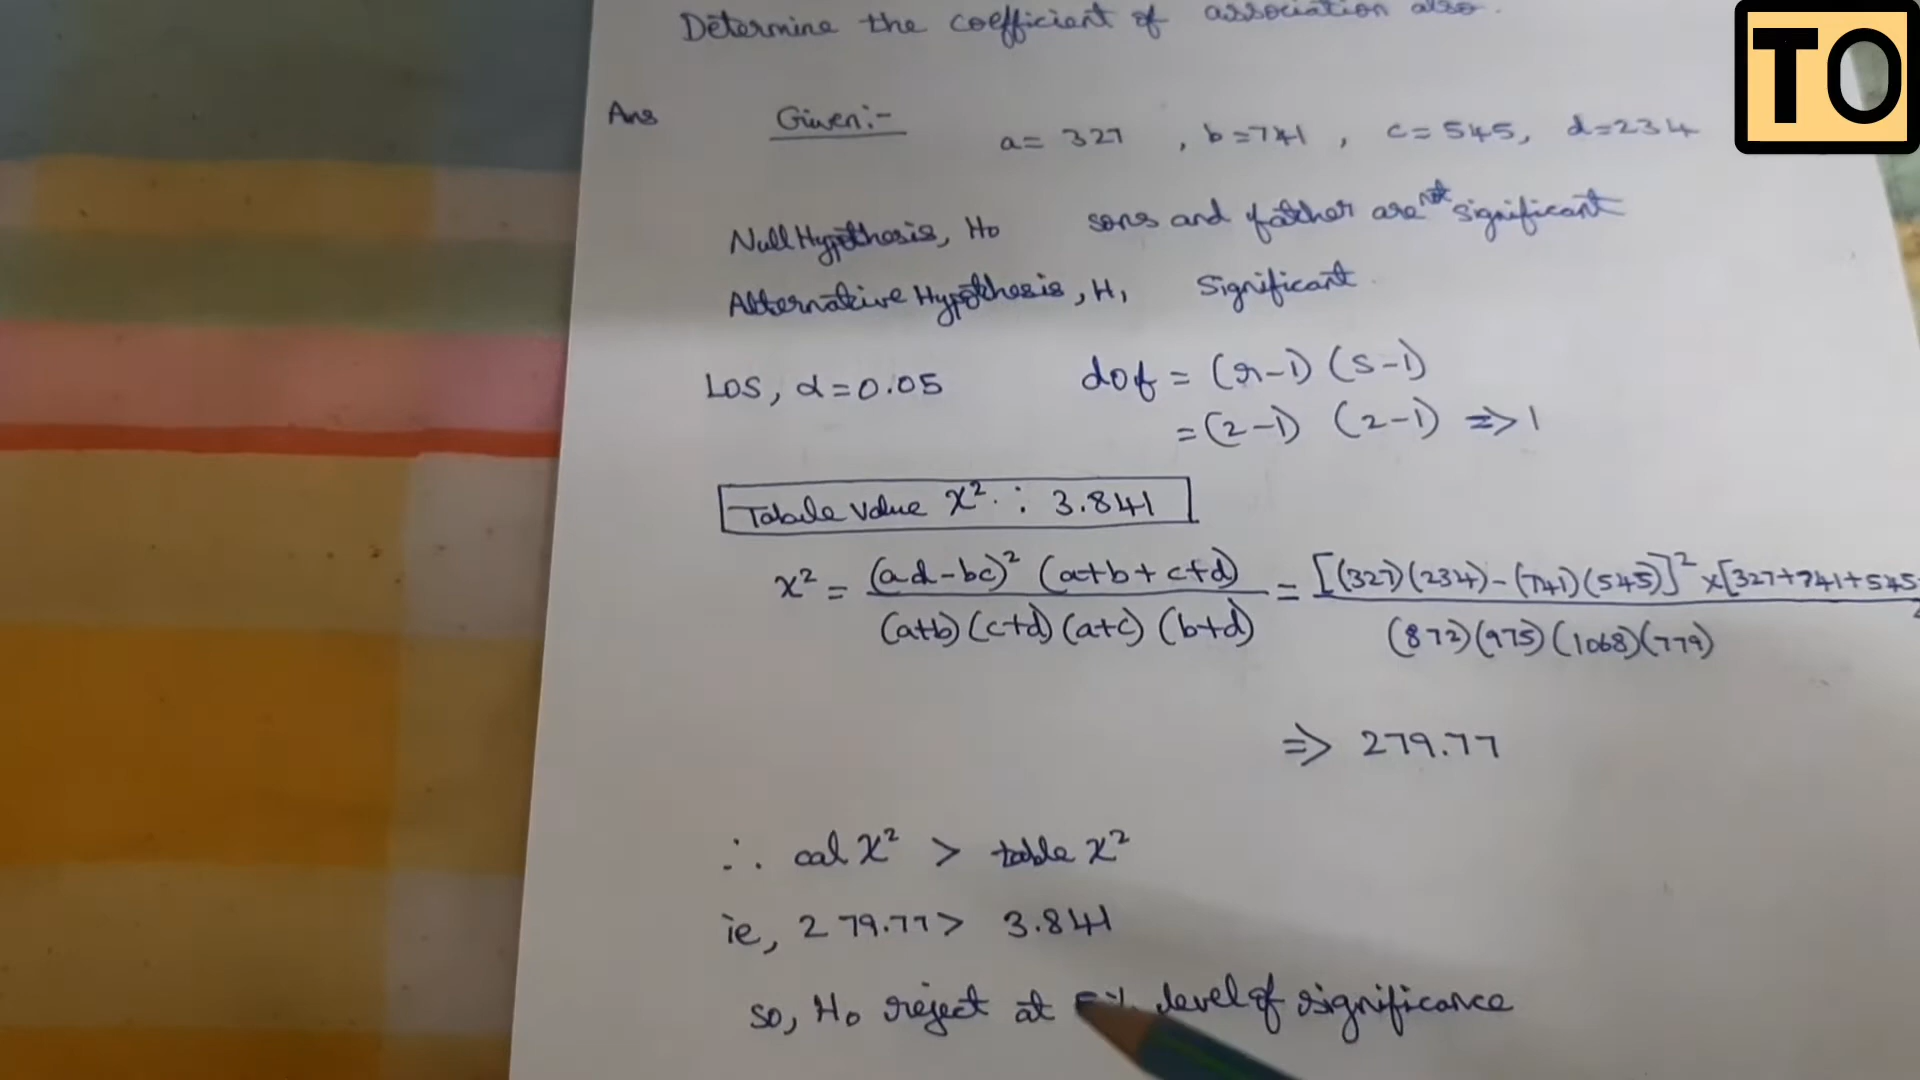 Determine the coefficient of association also.
TO
Ans Given:-
a= 327 , b=741 , c=545, d=234
Null Hypothesis, H₀ sons and father are not significant
Alternative Hypothesis, H₁ Significant.
LOS, α=0.05 dof = (r-1) (s-1)
=(2-1) (2-1) => 1
Table value χ². : 3.841
χ² = (ad-bc)² (a+b+c+d) / (a+b)(c+d)(a+c)(b+d) = [(327)(234)-(741)(545)]² x[327+741+545 / (872)(975)(1068)(779)
=> 279.77
∴ cal χ² > table χ²
ie, 279.77> 3.841
so, H₀ reject at 5% level of significance